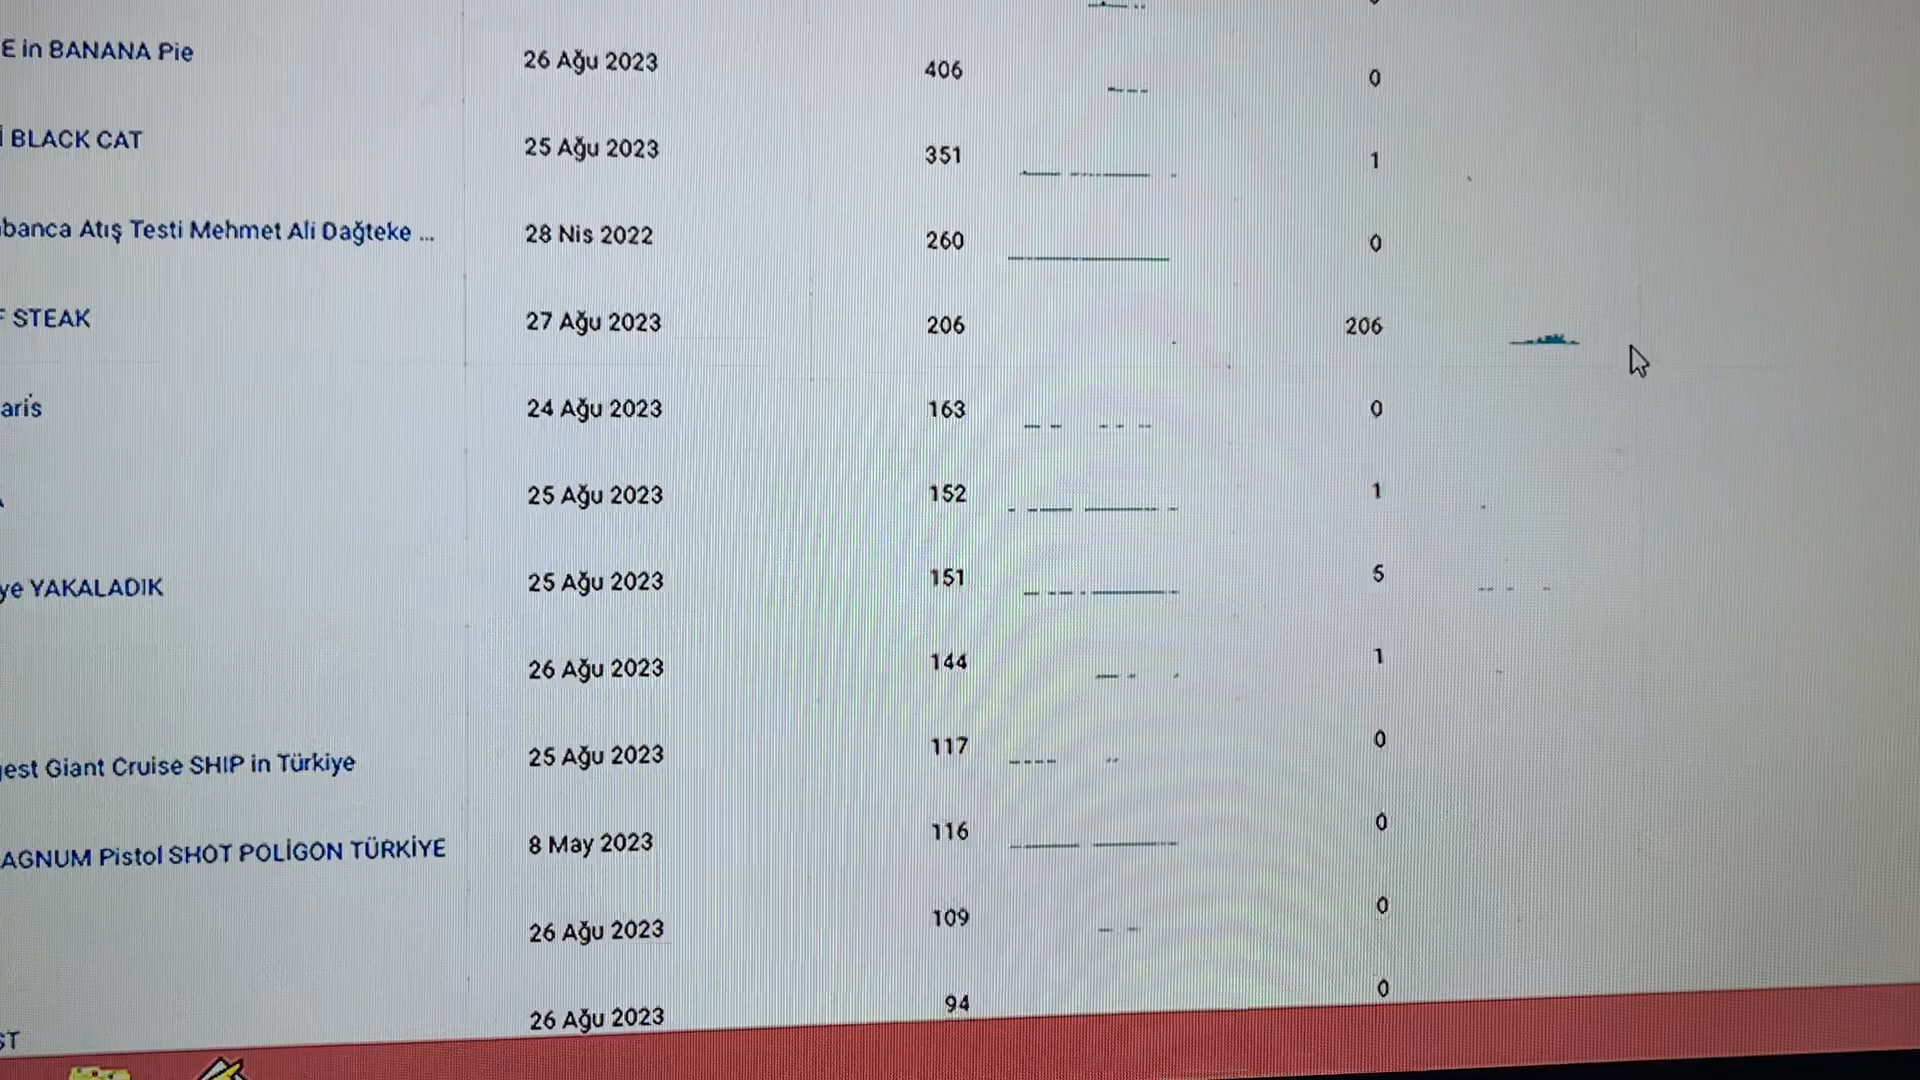 E in BANANA Pie 26 Ağu 2023 406 0
BLACK CAT 25 Ağu 2023 351 1
banca Atış Testi Mehmet Ali Dağteke ... 28 Nis 2022 260 0
STEAK 27 Ağu 2023 206 206
aris 24 Ağu 2023 163 0
25 Ağu 2023 152 1
ye YAKALADIK 25 Ağu 2023 151 5
26 Ağu 2023 144 1
gest Giant Cruise SHIP in Türkiye 25 Ağu 2023 117 0
AGNUM Pistol SHOT POLİGON TÜRKİYE 8 May 2023 116 0
26 Ağu 2023 109 0
ST 26 Ağu 2023 94 0